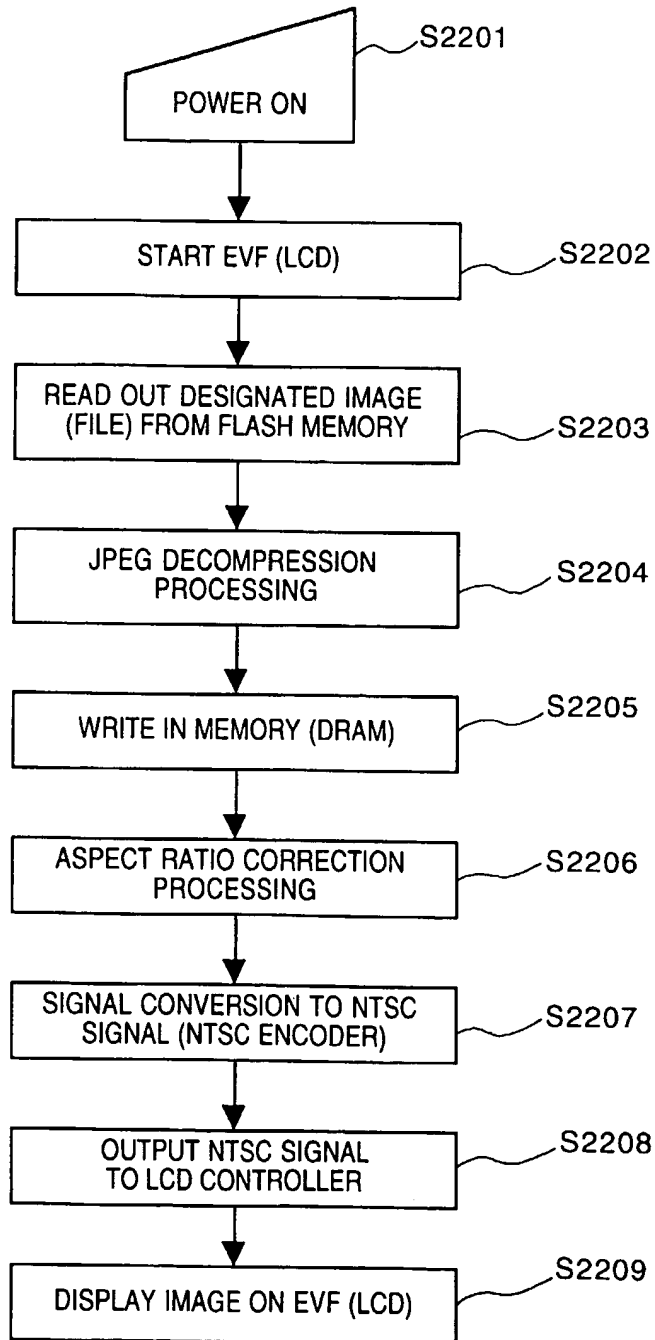 S2201
POWER ON
START EVF (LCD)
S2202
READ OUT DESIGNATED IMAGE
(FILE) FROM FLASH MEMORY
S2203
JPEG DECOMPRESSION
PROCESSING
S2204
WRITE IN MEMORY (DRAM)
S2205
ASPECT RATIO CORRECTION
PROCESSING
S2206
SIGNAL CONVERSION TO NTSC
SIGNAL (NTSC ENCODER)
S2207
OUTPUT NTSC SIGNAL
TO LCD CONTROLLER
S2208
DISPLAY IMAGE ON EVF (LCD)
S2209